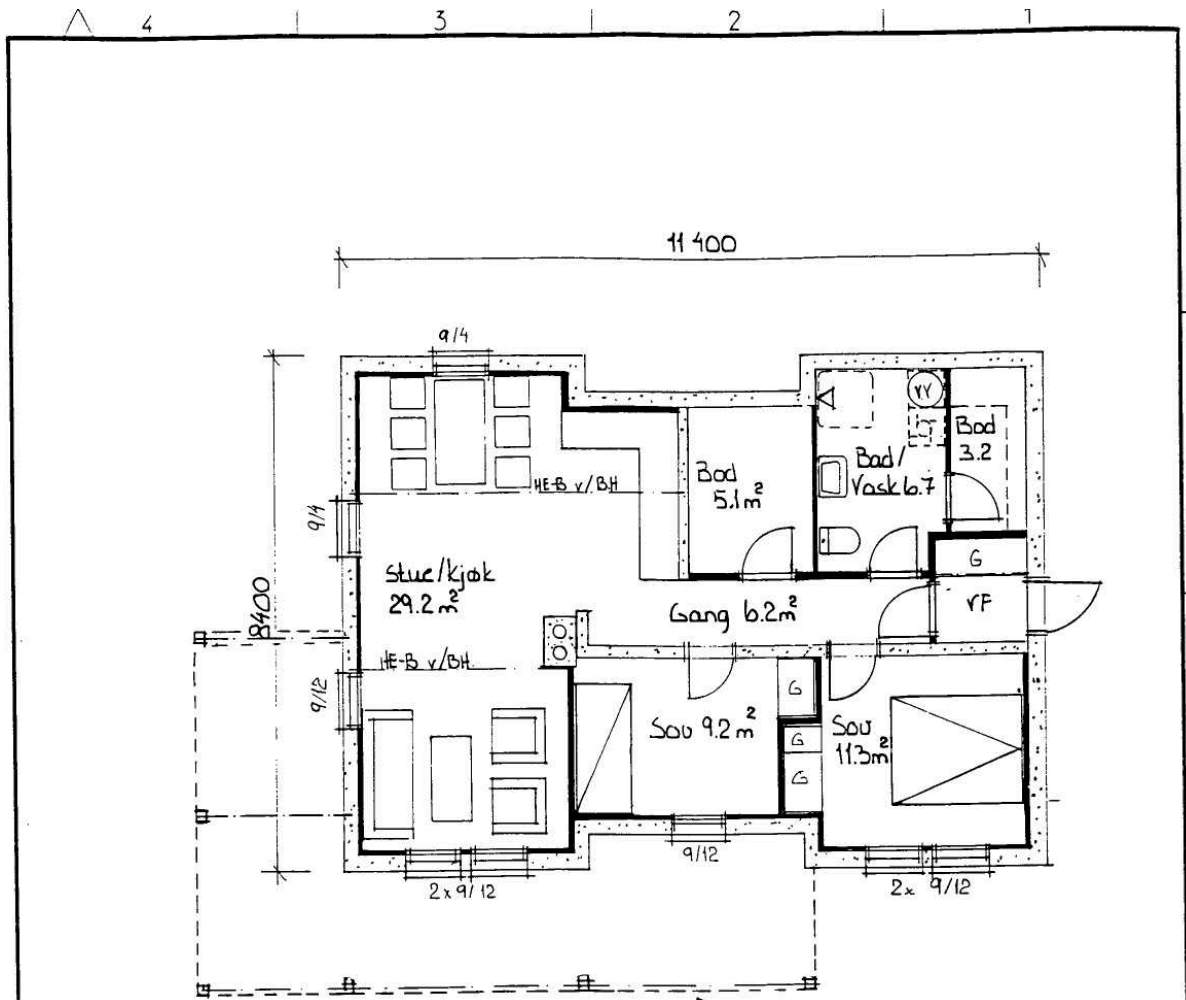 4 3 2 1
11 400
9/4
8400
9/4
HE-B v/BH
Bod
5.1m²
VV
Bad/
Vask 6.7
Bod
3.2
Stue/kjøk
29.2 m²
Gang 6.2m²
G
VF
HE-B v/BH
9/12
Sov 9.2 m²
G
G
G
Sov
11.3m²
2x 9/12
9/12
2x 9/12